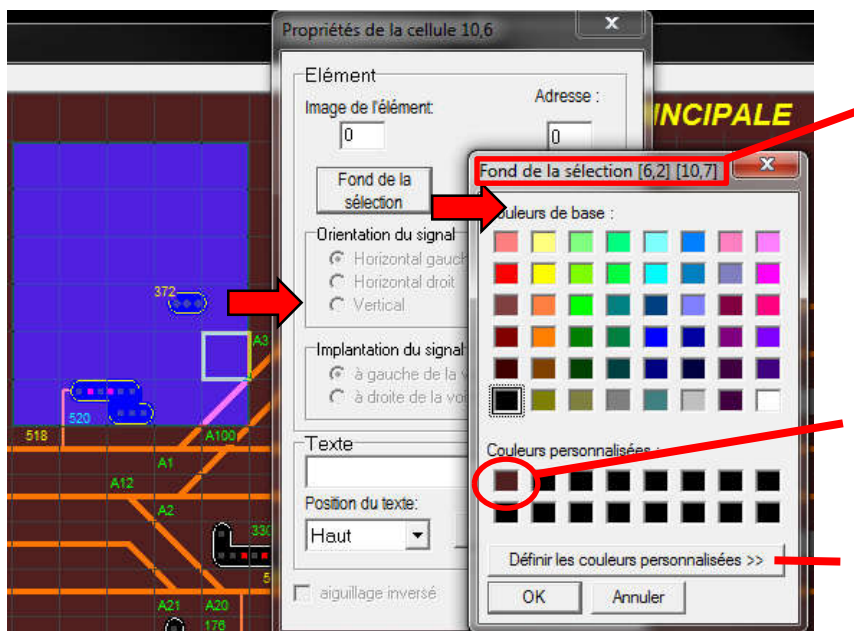 Propriétés de la cellule 10,6
x
Elément
Image de l'élément:
Adresse :
0
0
Fond de la
sélection
Orientation du signal
Horizontal gauch
Horizontal droit
Vertical
Implantation du signal
à gauche de la v
à droite de la voi
Texte
Position du texte:
Haut
aiguillage inversé
INCIPALE
Fond de la sélection [6,2] [10,7]
x
Couleurs de base :
Couleurs personnalisées :
Définir les couleurs personnalisées >>
OK
Annuler
372
A3
520
518
A100
A1
A12
A2
330
5
A21
A20
176